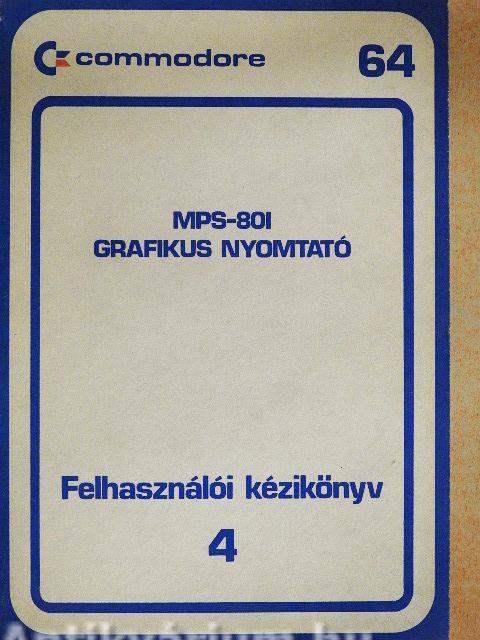 commodore 64
MPS-801
GRAFIKUS NYOMTATÓ
Felhasználói kézikönyv
4